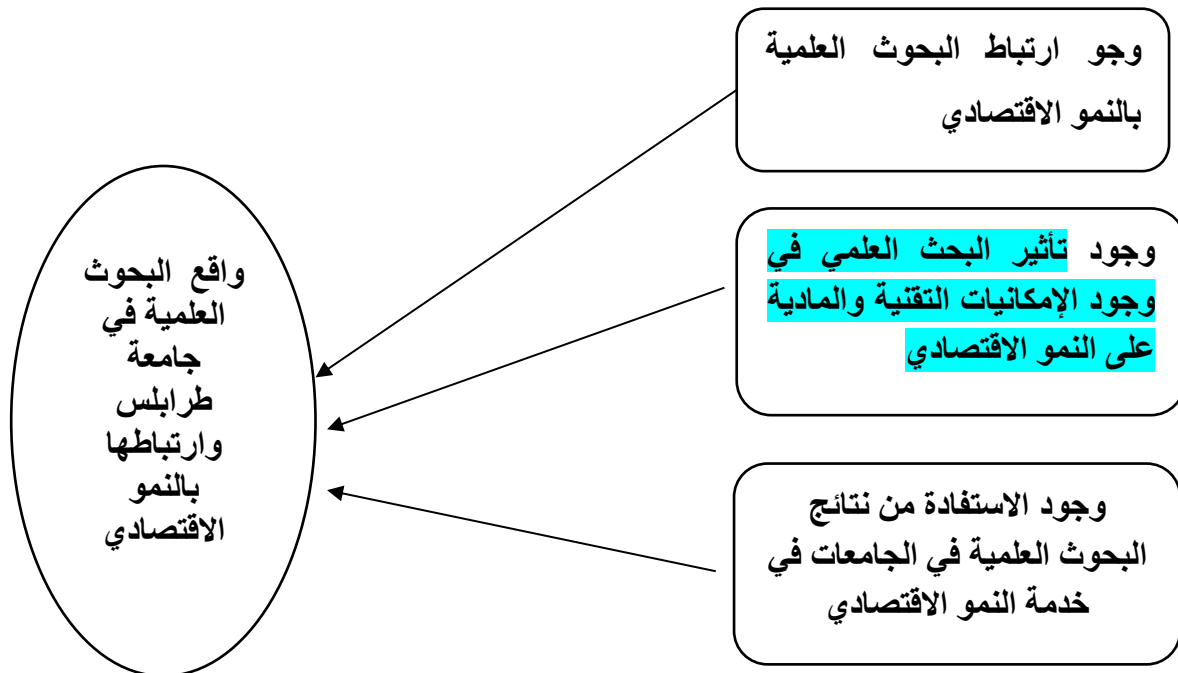 وجو ارتباط البحوث العلمية
بالنمو الاقتصادي
وجود تأثير البحث العلمي في
وجود الإمكانيات التقنية والمادية
على النمو الاقتصادي
وجود الاستفادة من نتائج
البحوث العلمية في الجامعات في
خدمة النمو الاقتصادي
واقع البحوث
العلمية في
جامعة
طرابلس
وارتباطها
بالنمو
الاقتصادي